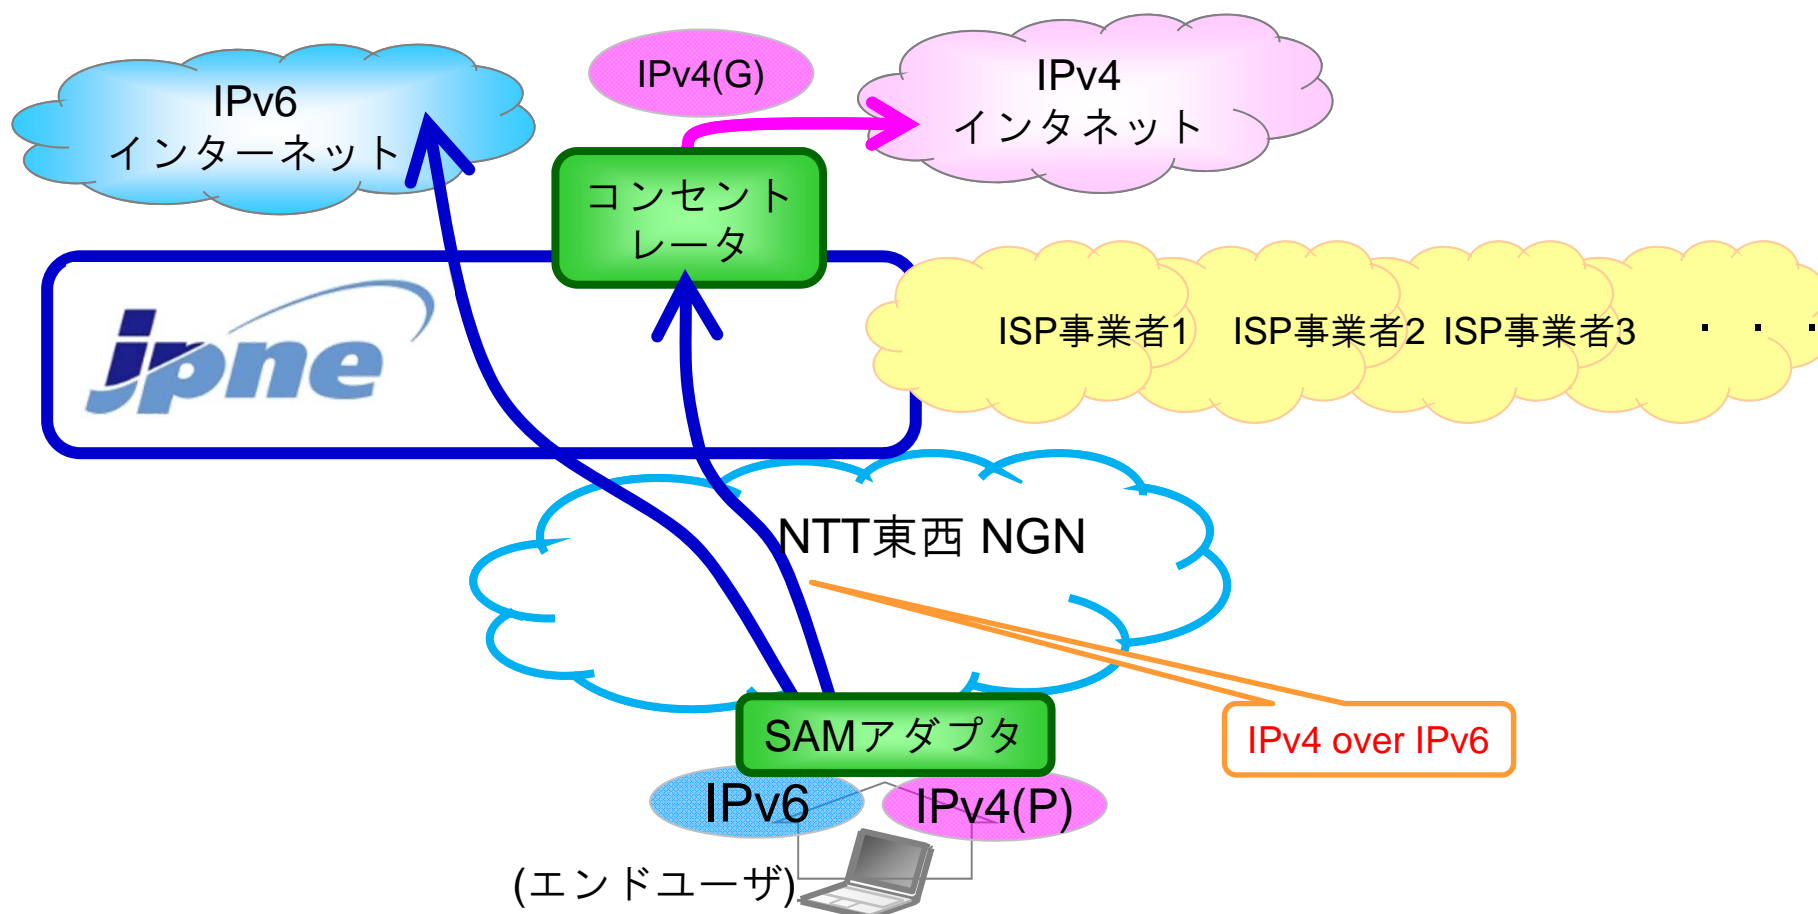 IPv6
インターネット
IPv4(G)
IPv4
インタネット
コンセント
レータ
jpne
ISP事業者1
ISP事業者2
ISP事業者3
・・・
NTT東西 NGN
SAMアダプタ
IPv4 over IPv6
IPv6
IPv4(P)
(エンドユーザ)